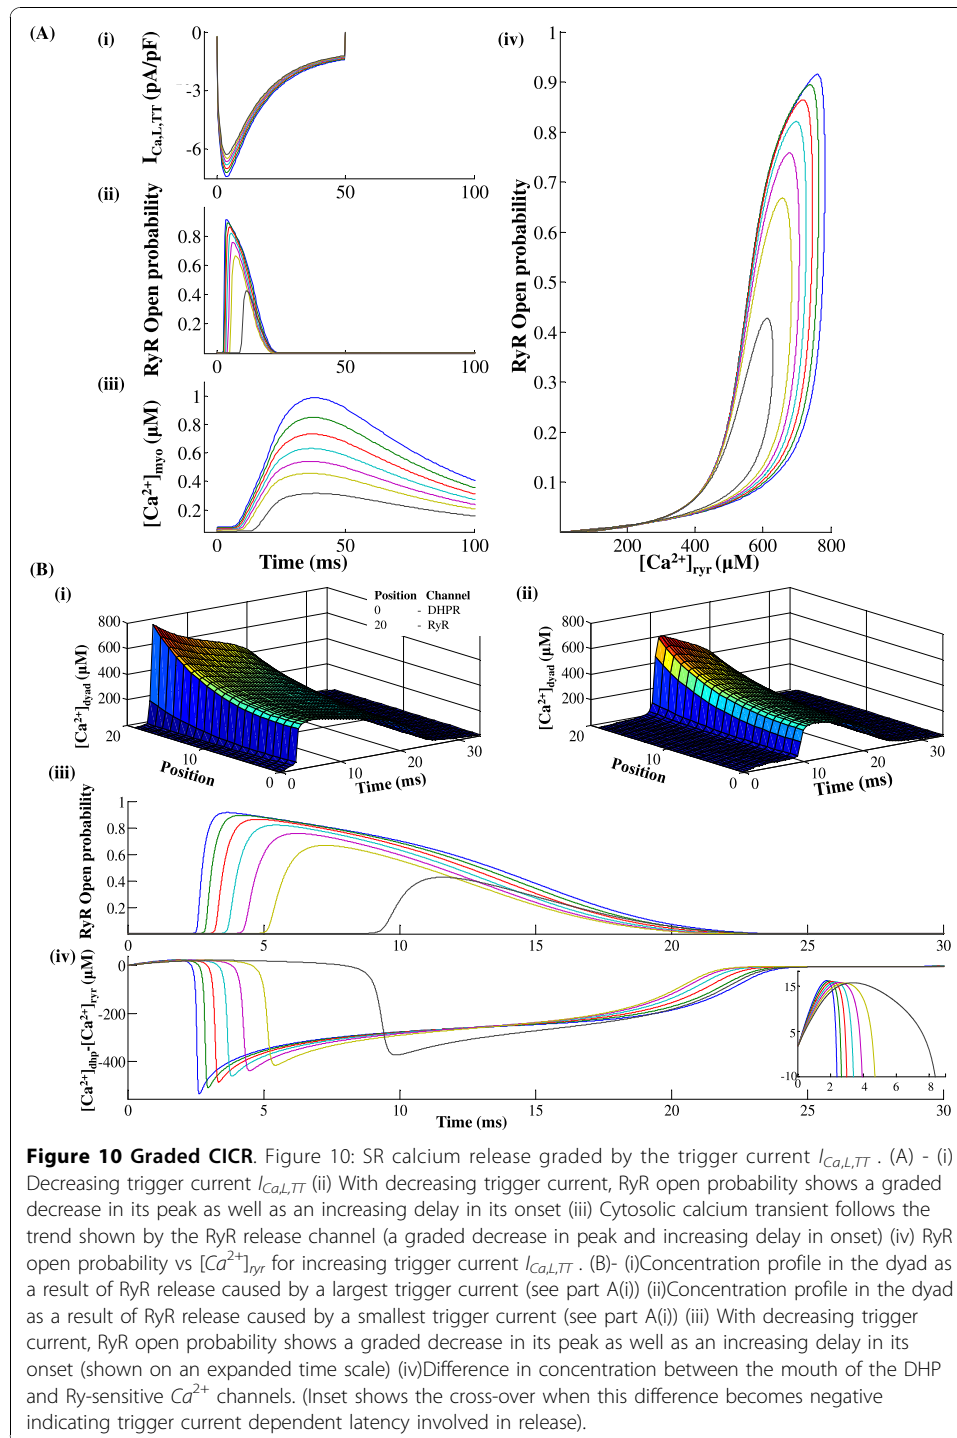 (A)
(i)
I Ca,L,TT (pA/pF)
0
-3
-6
0
50
100
(ii)
RyR Open probability
0.8
0.6
0.4
0.2
0
50
100
(iii)
[Ca2+]myo (μM)
1
0.8
0.6
0.4
0.2
0
50
100
Time (ms)
(iv)
RyR Open probability
1
0.9
0.8
0.7
0.6
0.5
0.4
0.3
0.2
0.1
200
400
600
800
[Ca2+]ryr (μM)
(B)
(i)
Position Channel
0 - DHPR
20 - RyR
[Ca2+]dyad (μM)
800
600
400
200
20
10
0
Position
0
10
20
30
Time (ms)
(ii)
[Ca2+]dyad (μM)
800
600
400
200
20
10
0
Position
0
10
20
30
Time (ms)
(iii)
RyR Open probability
1
0.8
0.6
0.4
0.2
0
5
10
15
20
25
30
(iv)
[Ca2+]dhp-[Ca2+]ryr (μM)
0
-200
-400
0
5
10
15
20
25
30
Time (ms)
15
5
-10
0
2
4
6
8
Figure 10 Graded CICR. Figure 10: SR calcium release graded by the trigger current ICa,L,TT . (A) - (i)
Decreasing trigger current ICa,L,TT (ii) With decreasing trigger current, RyR open probability shows a graded
decrease in its peak as well as an increasing delay in its onset (iii) Cytosolic calcium transient follows the
trend shown by the RyR release channel (a graded decrease in peak and increasing delay in onset) (iv) RyR
open probability vs [Ca2+]ryr for increasing trigger current ICa,L,TT . (B)- (i)Concentration profile in the dyad as
a result of RyR release caused by a largest trigger current (see part A(i)) (ii)Concentration profile in the dyad
as a result of RyR release caused by a smallest trigger current (see part A(i)) (iii) With decreasing trigger
current, RyR open probability shows a graded decrease in its peak as well as an increasing delay in its
onset (shown on an expanded time scale) (iv)Difference in concentration between the mouth of the DHP
and Ry-sensitive Ca2+ channels. (Inset shows the cross-over when this difference becomes negative
indicating trigger current dependent latency involved in release).